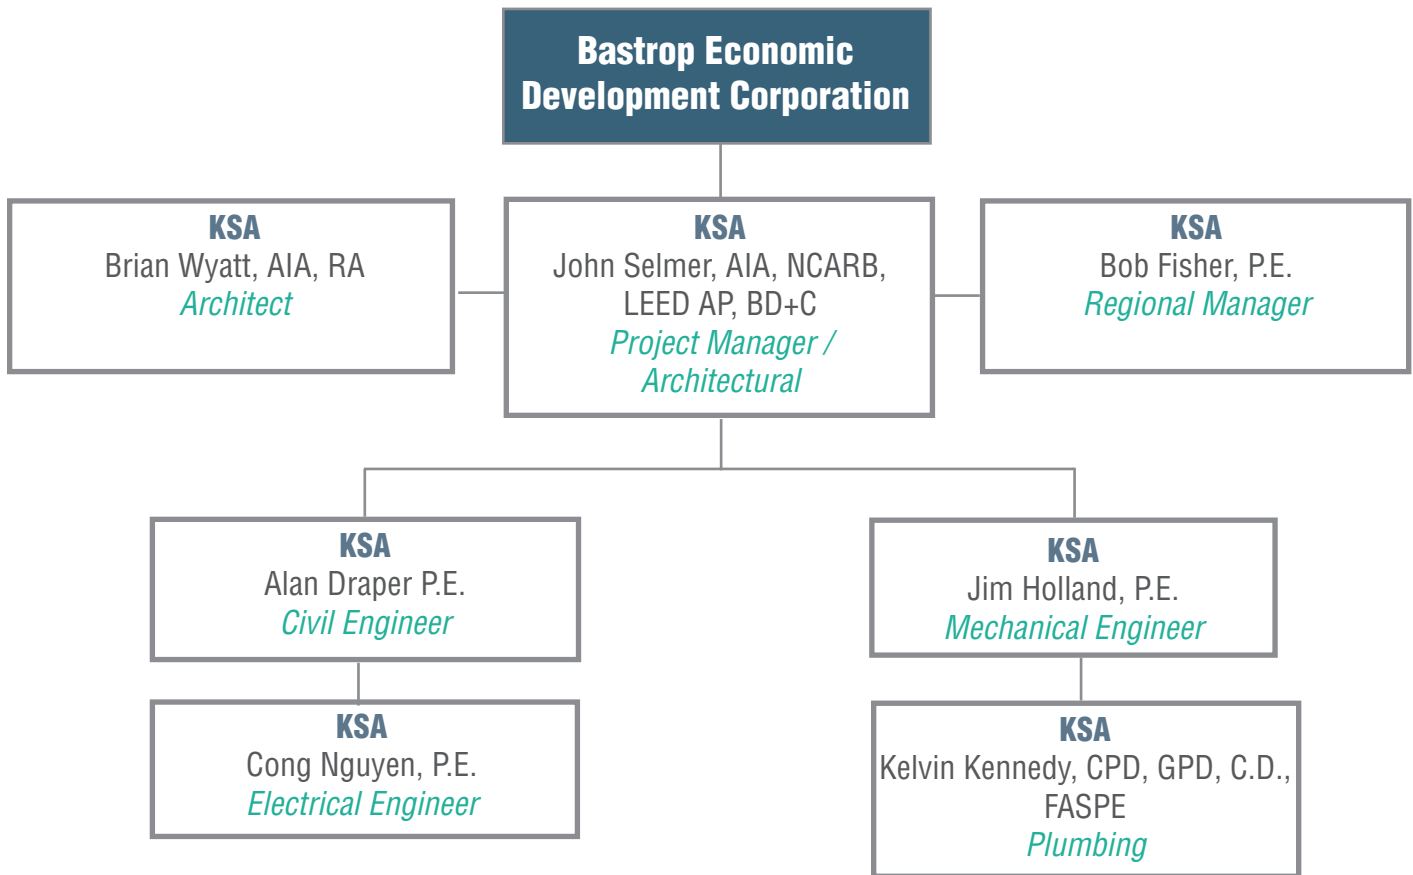 Bastrop Economic
Development Corporation
KSA
Brian Wyatt, AIA, RA
Architect
KSA
John Selmer, AIA, NCARB,
LEED AP, BD+C
Project Manager /
Architectural
KSA
Bob Fisher, P.E.
Regional Manager
KSA
Alan Draper P.E.
Civil Engineer
KSA
Jim Holland, P.E.
Mechanical Engineer
KSA
Cong Nguyen, P.E.
Electrical Engineer
KSA
Kelvin Kennedy, CPD, GPD, C.D.,
FASPE
Plumbing